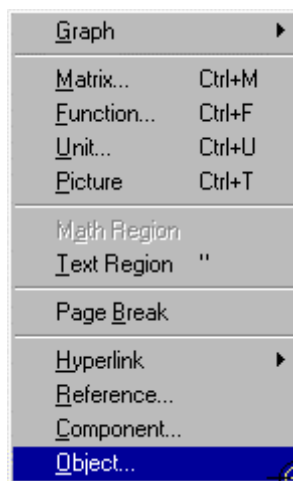 Graph
Matrix... Ctrl+M
Function... Ctrl+F
Unit... Ctrl+U
Picture Ctrl+T
Math Region
Text Region "
Page Break
Hyperlink
Reference...
Component...
Object...